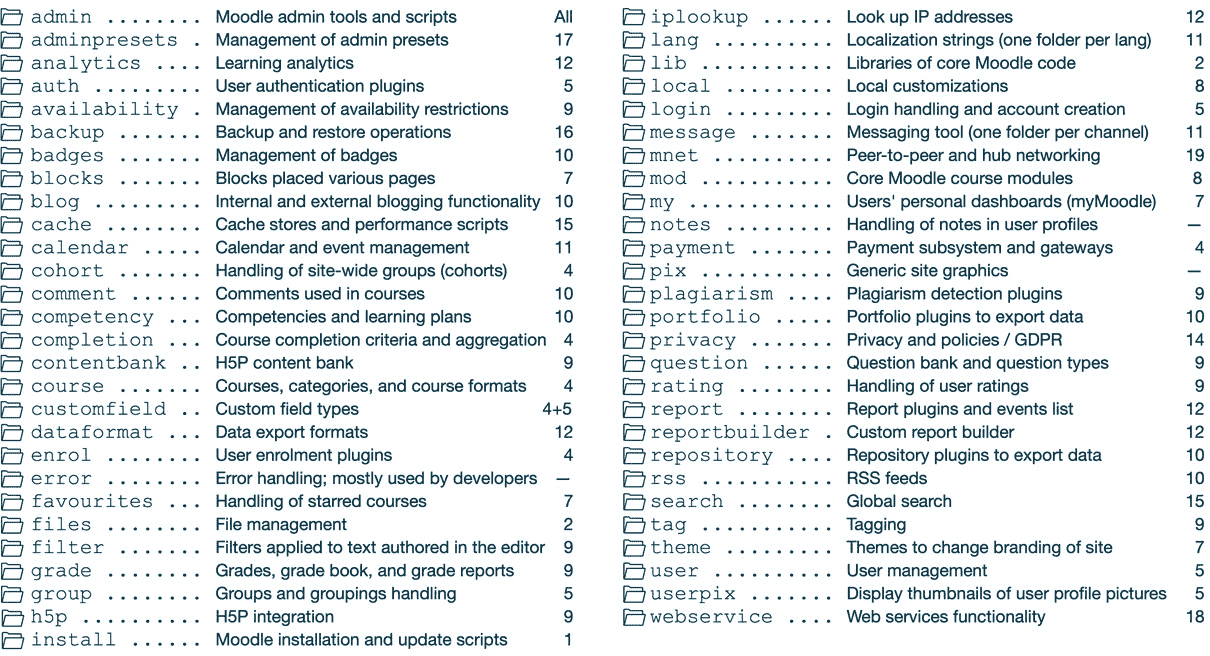 admin ........ Moodle admin tools and scripts All
adminpresets . Management of admin presets 17
analytics .... Learning analytics 12
auth ......... User authentication plugins 5
availability . Management of availability restrictions 9
backup ....... Backup and restore operations 16
badges ....... Management of badges 10
blocks ....... Blocks placed various pages 7
blog ......... Internal and external blogging functionality 10
cache ........ Cache stores and performance scripts 15
calendar ..... Calendar and event management 11
cohort ....... Handling of site-wide groups (cohorts) 4
comment ...... Comments used in courses 10
competency ... Competencies and learning plans 10
completion ... Course completion criteria and aggregation 4
contentbank .. H5P content bank 9
course ....... Courses, categories, and course formats 4
customfield .. Custom field types 4+5
dataformat ... Data export formats 12
enrol ........ User enrolment plugins 4
error ........ Error handling; mostly used by developers —
favourites ... Handling of starred courses 7
files ........ File management 2
filter ....... Filters applied to text authored in the editor 9
grade ........ Grades, grade book, and grade reports 9
group ........ Groups and groupings handling 5
h5p .......... H5P integration 9
install ...... Moodle installation and update scripts 1
iplookup ...... Look up IP addresses 12
lang .......... Localization strings (one folder per lang) 11
lib ........... Libraries of core Moodle code 2
local ......... Local customizations 8
login ......... Login handling and account creation 5
message ....... Messaging tool (one folder per channel) 11
mnet .......... Peer-to-peer and hub networking 19
mod ........... Core Moodle course modules 8
my ............ Users' personal dashboards (myMoodle) 7
notes ......... Handling of notes in user profiles —
payment ....... Payment subsystem and gateways 4
pix ........... Generic site graphics —
plagiarism .... Plagiarism detection plugins 9
portfolio ..... Portfolio plugins to export data 10
privacy ....... Privacy and policies / GDPR 14
question ...... Question bank and question types 9
rating ........ Handling of user ratings 9
report ........ Report plugins and events list 12
reportbuilder . Custom report builder 12
repository .... Repository plugins to export data 10
rss ........... RSS feeds 10
search ........ Global search 15
tag ........... Tagging 9
theme ......... Themes to change branding of site 7
user .......... User management 5
userpix ....... Display thumbnails of user profile pictures 5
webservice .... Web services functionality 18